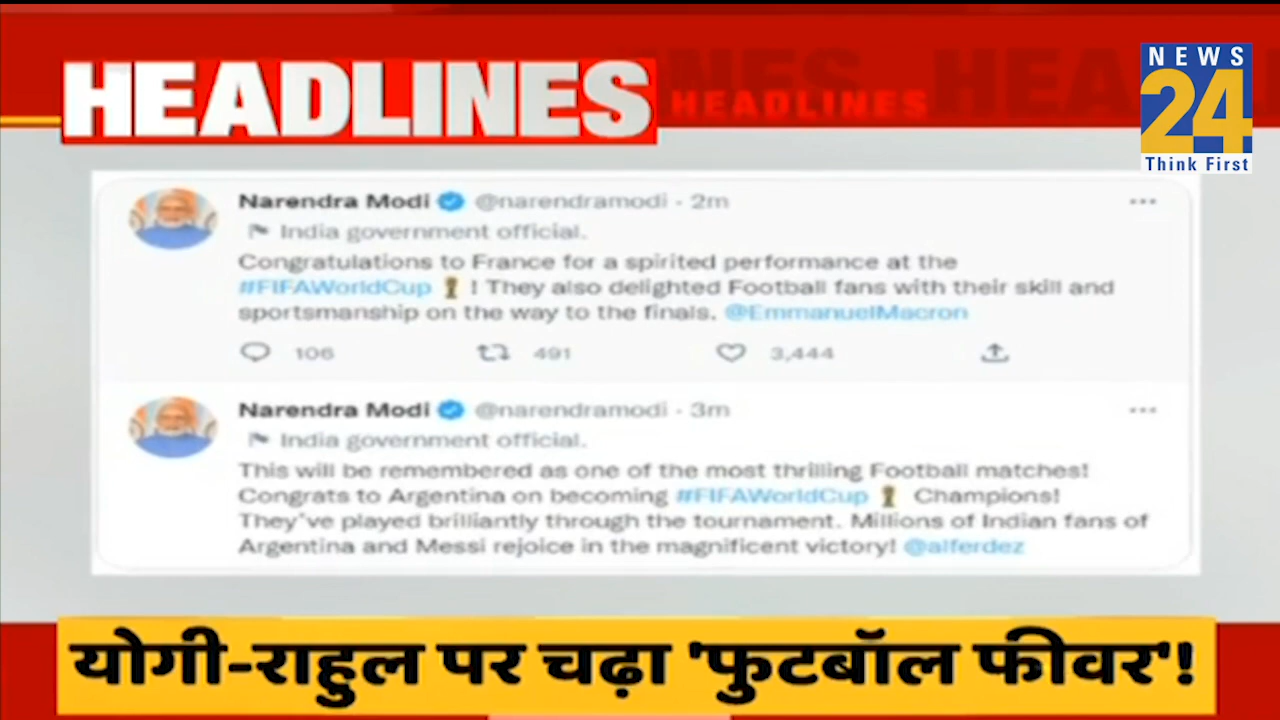 HEADLINES
HEADLINES
NEWS
24
Think First
Narendra Modi @narendramodi · 2m
India government official.
Congratulations to France for a spirited performance at the
#FIFAWorldCup ! They also delighted Football fans with their skill and
sportsmanship on the way to the finals. @EmmanuelMacron
106 491 3,444
Narendra Modi @narendramodi · 3m
India government official.
This will be remembered as one of the most thrilling Football matches!
Congrats to Argentina on becoming #FIFAWorldCup Champions!
They've played brilliantly through the tournament. Millions of Indian fans of
Argentina and Messi rejoice in the magnificent victory! @alferdez
योगी-राहुल पर चढ़ा 'फुटबॉल फीवर'!